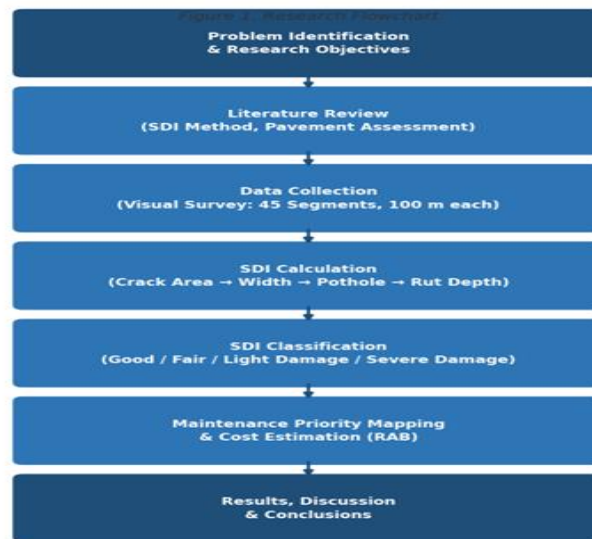 Figure 1. Research Flowchart
Problem Identification
& Research Objectives
Literature Review
(SDI Method, Pavement Assessment)
Data Collection
(Visual Survey: 45 Segments, 100 m each)
SDI Calculation
(Crack Area → Width → Pothole → Rut Depth)
SDI Classification
(Good / Fair / Light Damage / Severe Damage)
Maintenance Priority Mapping
& Cost Estimation (RAB)
Results, Discussion
& Conclusions